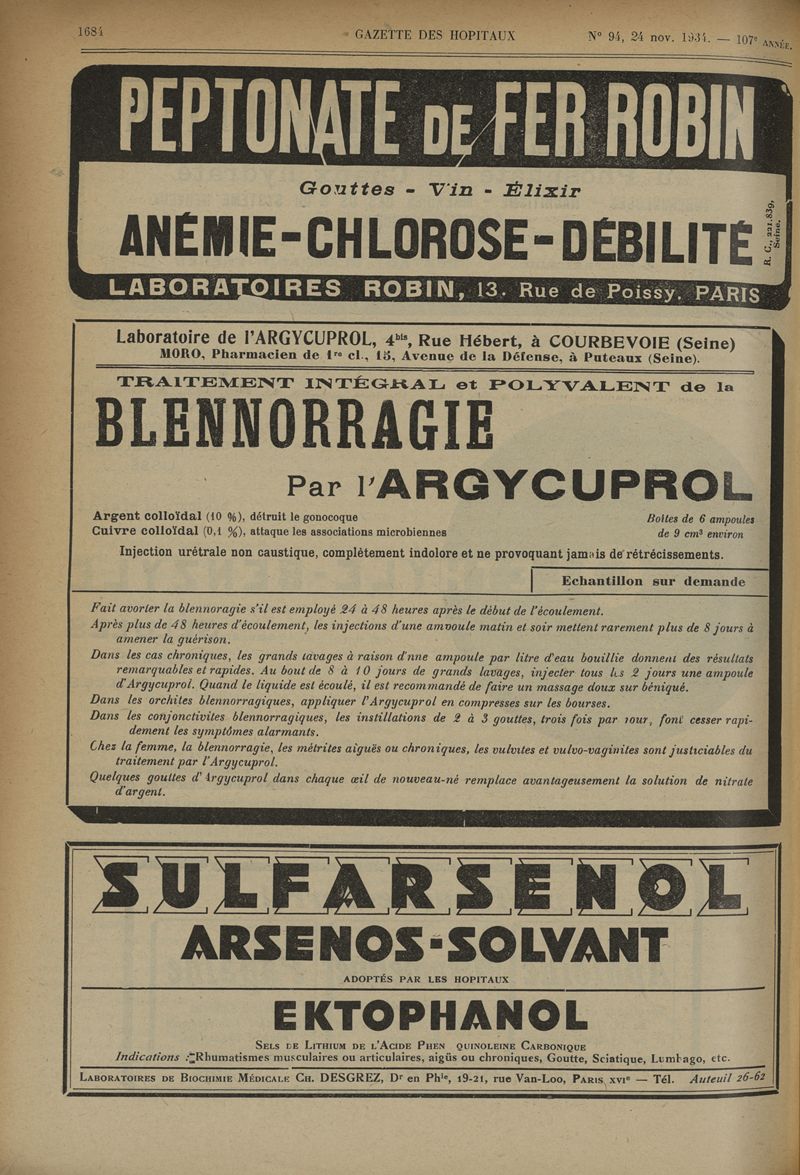 1684
GAZETTE DES HOPITAUX
N° 94, 24 nov. 1934. — 107e ANNÉE.
PEPTONATE DE FER ROBIN
Gouttes - Vin - Élixir
ANÉMIE-CHLOROSE-DÉBILITÉ
R. C., 221.839, Seine.
LABORATOIRES ROBIN, 13. Rue de Poissy. PARIS
Laboratoire de l'ARGYCUPROL, 4bis, Rue Hébert, à COURBEVOIE (Seine)
MORO, Pharmacien de 1re cl., 15, Avenue de la Défense, à Puteaux (Seine).
TRAITEMENT INTÉGRAL et POLYVALENT de la
BLENNORRAGIE
Par l'ARGYCUPROL
Argent colloïdal (10 %), détruit le gonocoque
Boites de 6 ampoules
Cuivre colloïdal (0,1 %), attaque les associations microbiennes
de 9 cm³ environ
Injection urétrale non caustique, complètement indolore et ne provoquant jamais de rétrécissements.
Echantillon sur demande
Fait avorter la blennoragie s'il est employé 24 à 48 heures après le début de l'écoulement.
Après plus de 48 heures d'écoulement, les injections d'une amvoule matin et soir mettent rarement plus de 8 jours à
amener la guérison.
Dans les cas chroniques, les grands lavages à raison d'nne ampoule par litre d'eau bouillie donnent des résultats
remarquables et rapides. Au bout de 8 à 10 jours de grands lavages, injecter tous les 2 jours une ampoule
d'Argycuprol. Quand le liquide est écoulé, il est recommandé de faire un massage doux sur béniqué.
Dans les orchites blennorragiques, appliquer l'Argycuprol en compresses sur les bourses.
Dans les conjonctivites blennorragiques, les instillations de 2 à 3 gouttes, trois fois par jour, font cesser rapi-
dement les symptômes alarmants.
Chez la femme, la blennorragie, les métrites aiguës ou chroniques, les vulvites et vulvo-vaginites sont justiciables du
traitement par l'Argycuprol.
Quelques gouttes d'Argycuprol dans chaque œil de nouveau-né remplace avantageusement la solution de nitrate
d'argent.
SULFARSENOL
ARSENOS-SOLVANT
ADOPTÉS PAR LES HOPITAUX
EKTOPHANOL
SELS DE LITHIUM DE L'ACIDE PHEN QUINOLEINE CARBONIQUE
Indications : Rhumatismes musculaires ou articulaires, aigüs ou chroniques, Goutte, Sciatique, Lumbago, etc.
LABORATOIRES DE BIOCHIMIE MÉDICALE CH. DESGREZ, Dr en Phie, 19-21, rue Van-Loo, PARIS XVIe — Tél. Auteuil 26-62